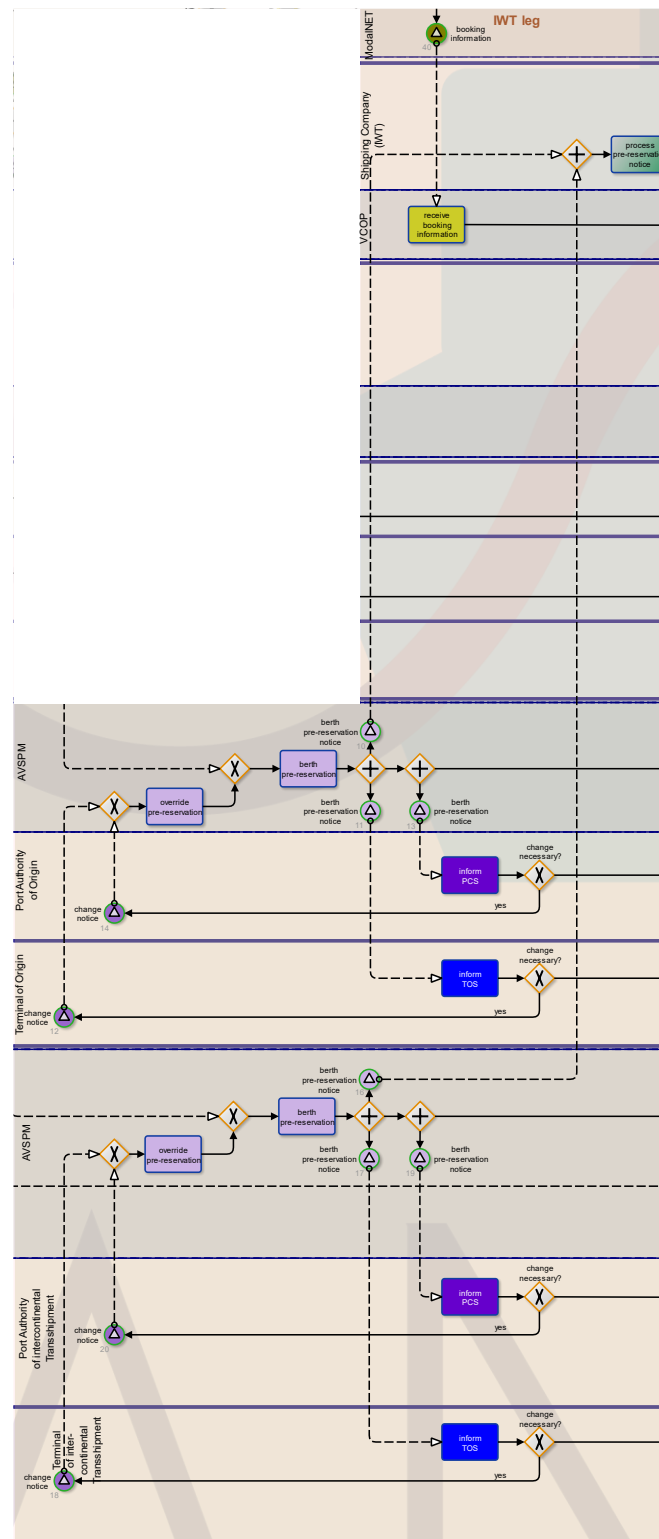 IWT leg
ModalNET
booking
information
40
Shipping Company
(IWT)
process
pre-reservation
notice
VCOP
receive
booking
information
AVSPM
berth
pre-reservation
notice
10
berth
pre-reservation
override
pre-reservation
berth
pre-reservation
notice
11
berth
pre-reservation
notice
13
Port Authority
of Origin
change
notice
14
inform
PCS
change
necessary?
yes
Terminal of Origin
change
notice
12
inform
TOS
change
necessary?
yes
AVSPM
berth
pre-reservation
notice
16
berth
pre-reservation
override
pre-reservation
berth
pre-reservation
notice
17
berth
pre-reservation
notice
19
Port Authority
of intercontinental
Transshipment
change notice
20
inform
PCS
change
necessary?
yes
Terminal
of inter-
continental
Transshipment
change
notice
18
inform
TOS
change
necessary?
yes